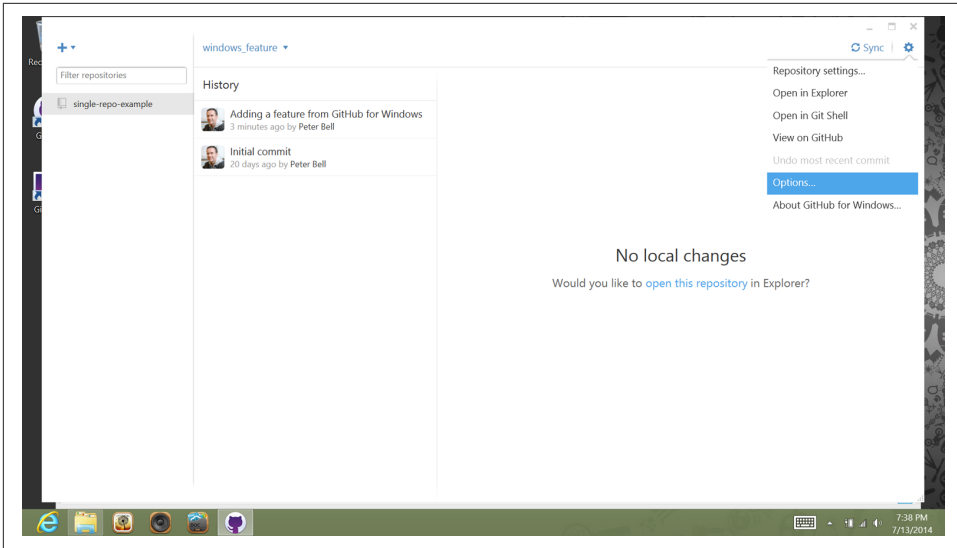 Rec
windows_feature
Sync
Filter repositories
single-repo-example
History
Adding a feature from GitHub for Windows
3 minutes ago by Peter Bell
Initial commit
20 days ago by Peter Bell
Repository settings...
Open in Explorer
Open in Git Shell
View on GitHub
Undo most recent commit
Options...
About GitHub for Windows...
G
Gi
No local changes
Would you like to open this repository in Explorer?
7:38 PM
7/13/2014